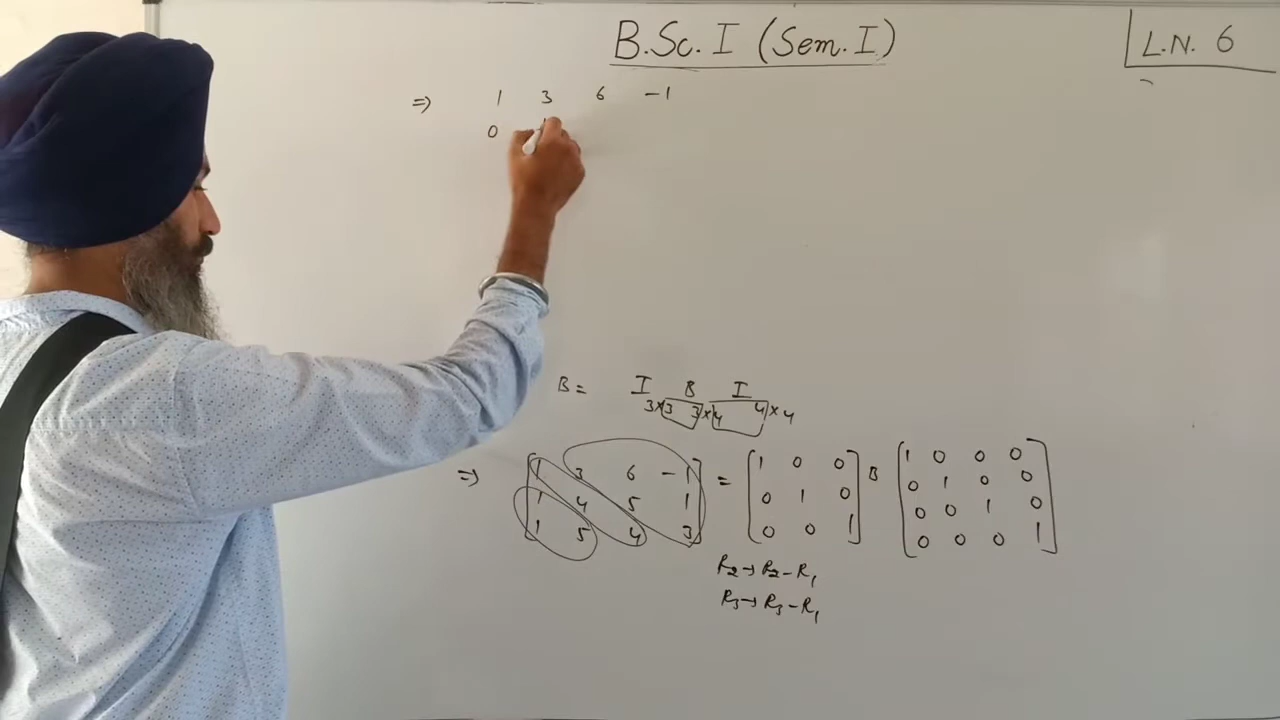 B.Sc. I (Sem. I)
L.N. 6
⇒ 1 3 6 -1
0
B = I B I
3×3 3×4 4×4
⇒ [1 3 6 -1] = [1 0 0] B [1 0 0 0]
1 4 5 1 0 1 0 0 1 0 0
1 5 4 3 0 0 1 0 0 1 0
0 0 0 1
R₂→R₂-R₁
R₃→R₃-R₁